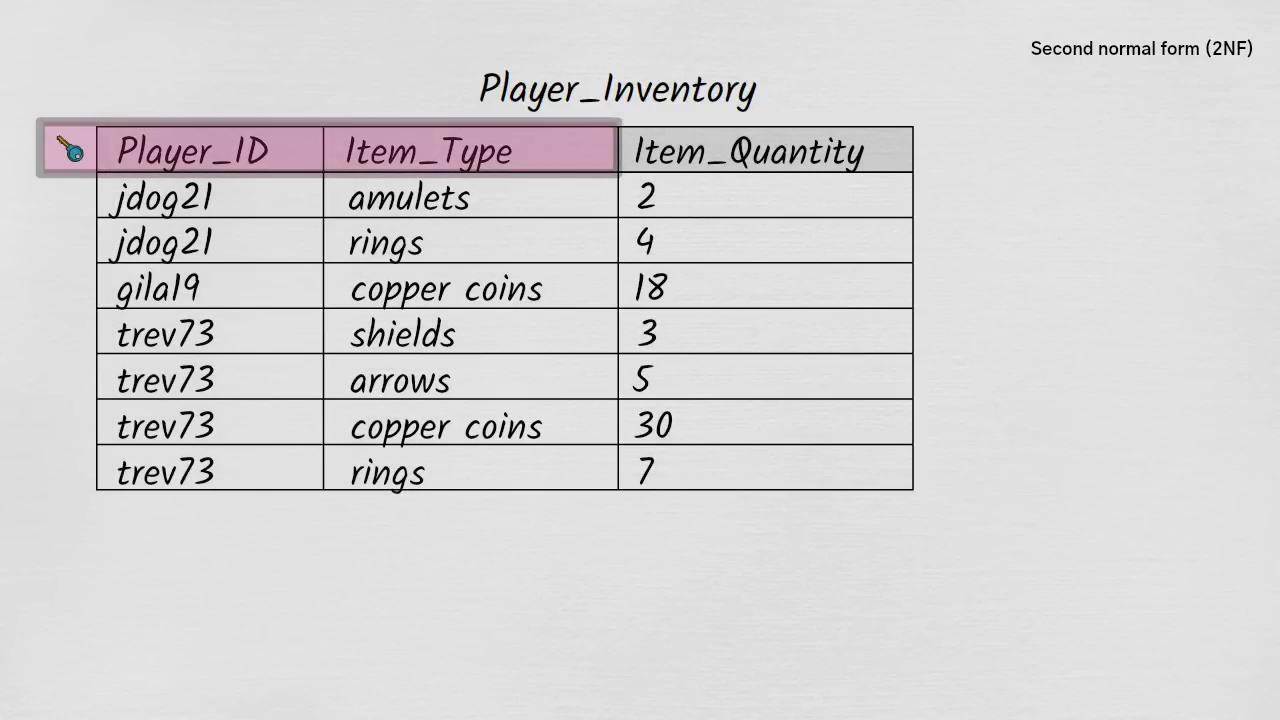 Second normal form (2NF)
Player_Inventory
Player_ID Item_Type Item_Quantity
jdog21 amulets 2
jdog21 rings 4
gila19 copper coins 18
trev73 shields 3
trev73 arrows 5
trev73 copper coins 30
trev73 rings 7